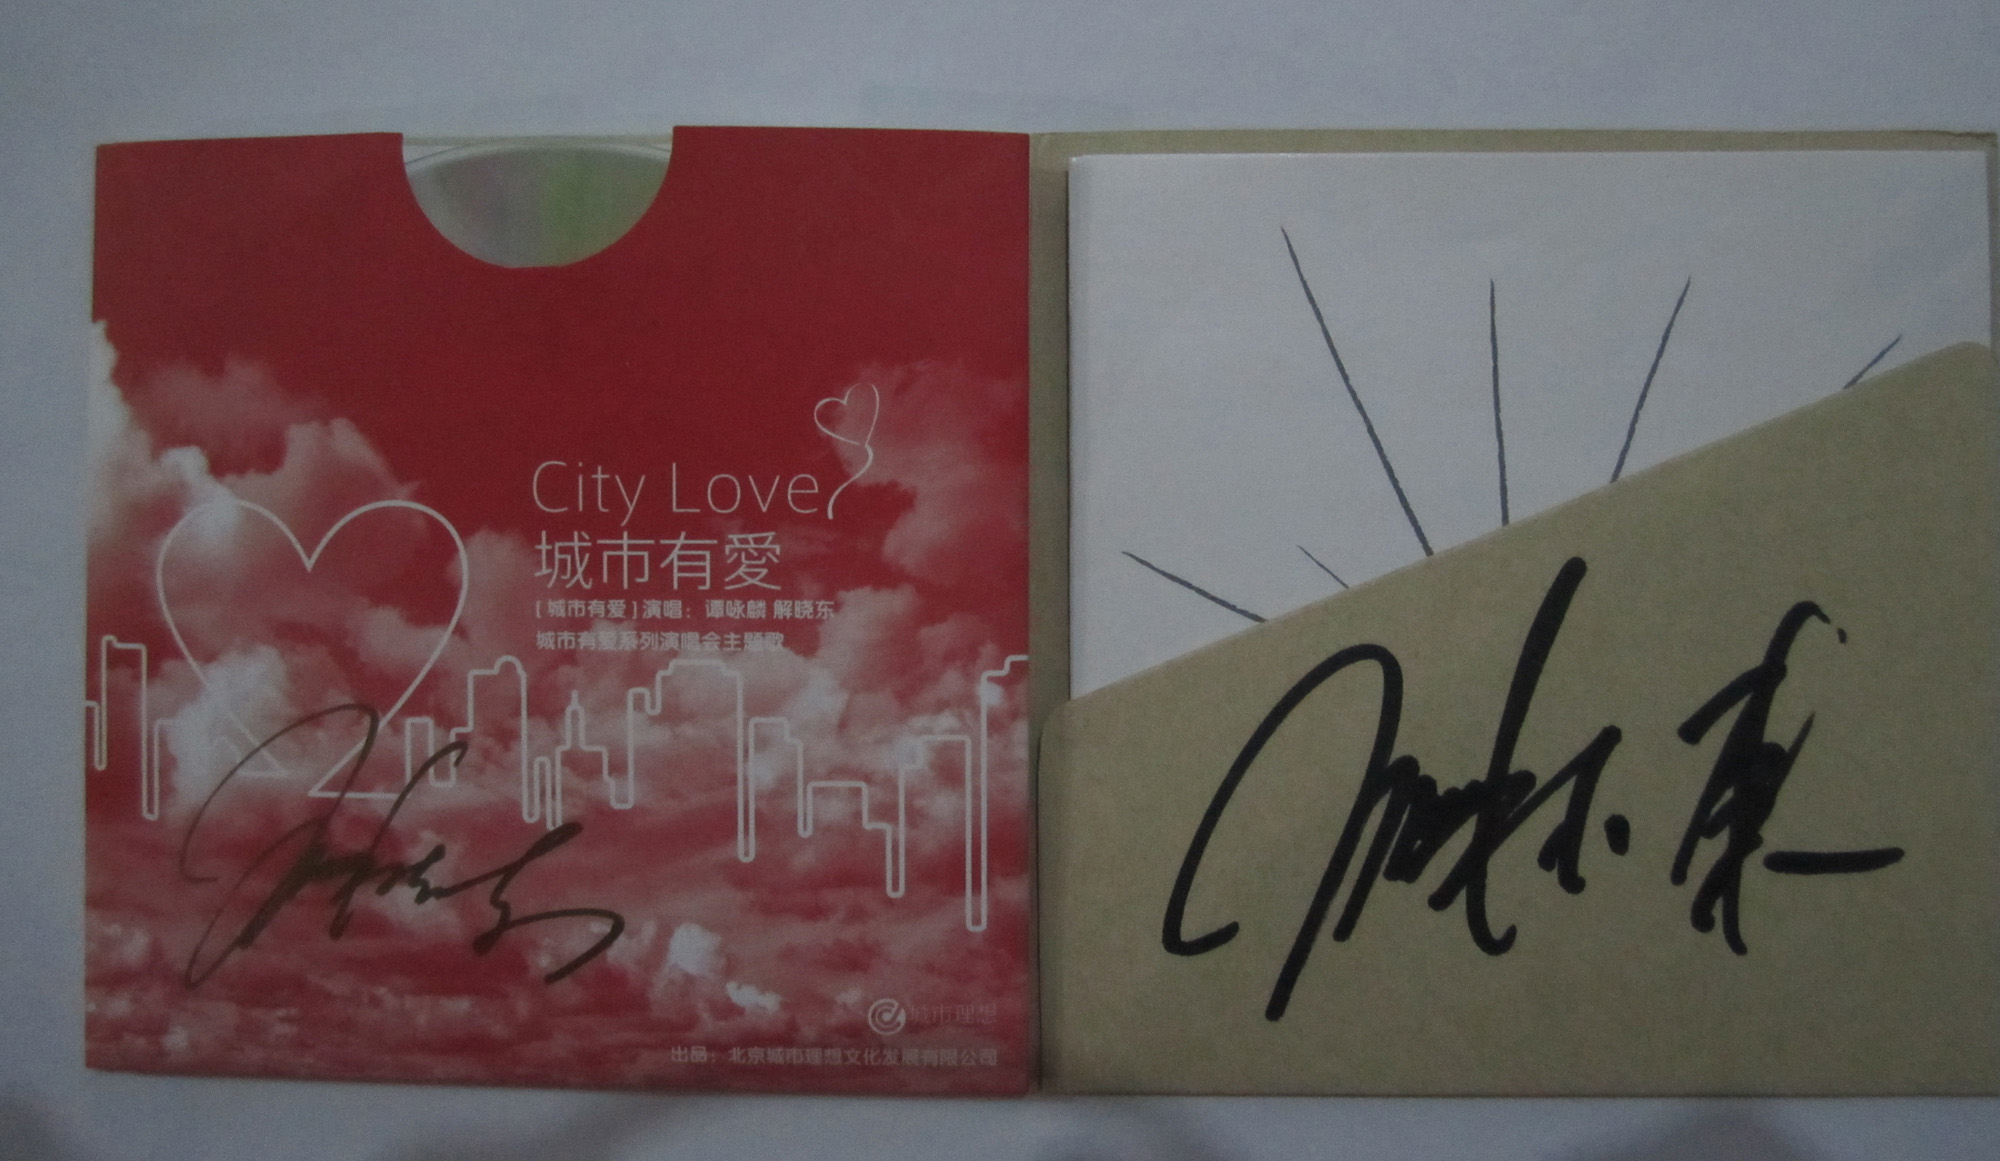 City Love
城市有愛
[ 城市有爱 ] 演唱：谭咏麟 解晓东
城市有爱系列演唱会主题歌
城市理想
出品：北京城市理想文化发展有限公司